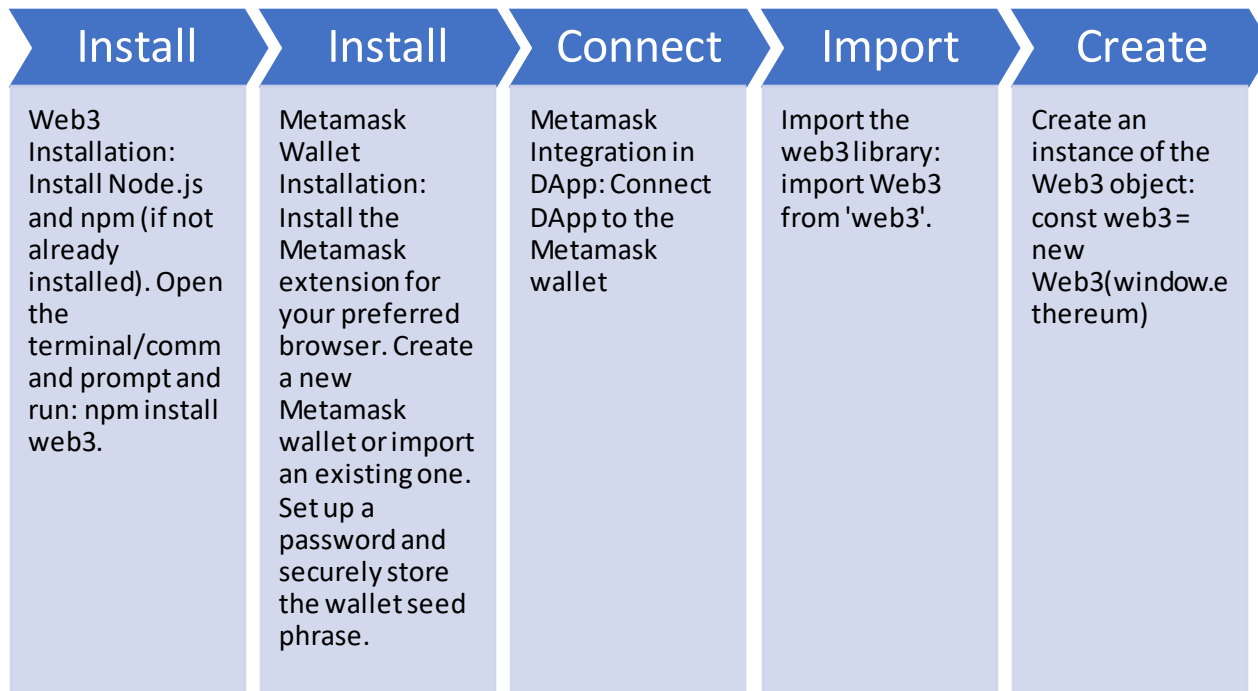 Install
Web3
Installation:
Install Node.js
and npm (if not
already
installed). Open
the
terminal/comm
and prompt and
run: npm install
web3.
Install
Metamask
Wallet
Installation:
Install the
Metamask
extension for
your preferred
browser. Create
a new
Metamask
wallet or import
an existing one.
Set up a
password and
securely store
the wallet seed
phrase.
Connect
Metamask
Integration in
DApp: Connect
DApp to the
Metamask
wallet
Import
Import the
web3 library:
import Web3
from 'web3'.
Create
Create an
instance of the
Web3 object:
const web3 =
new
Web3(window.e
thereum)